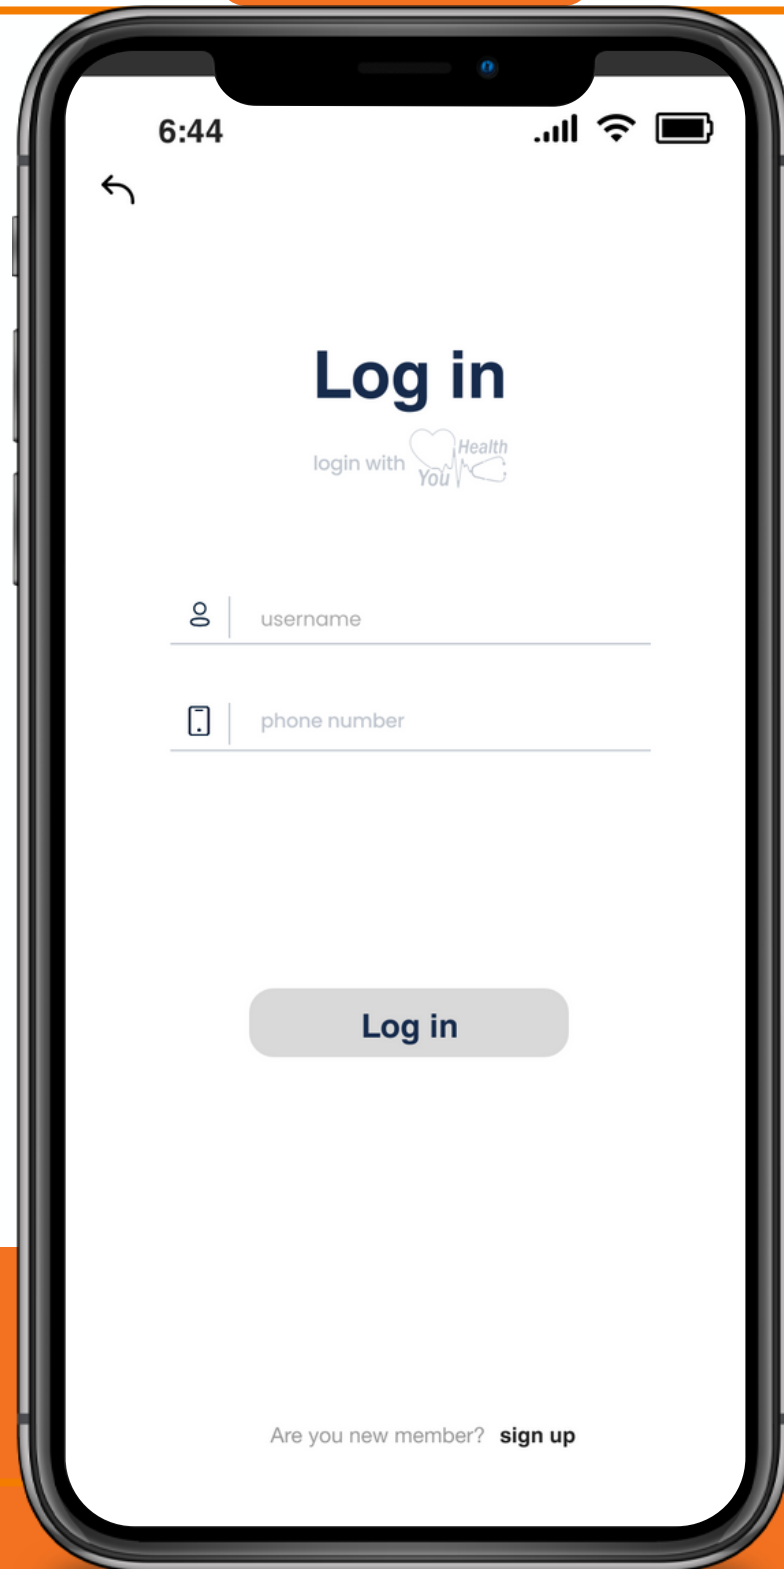 6:44
Log in
login with You Health
username
phone number
Log in
Are you new member? sign up